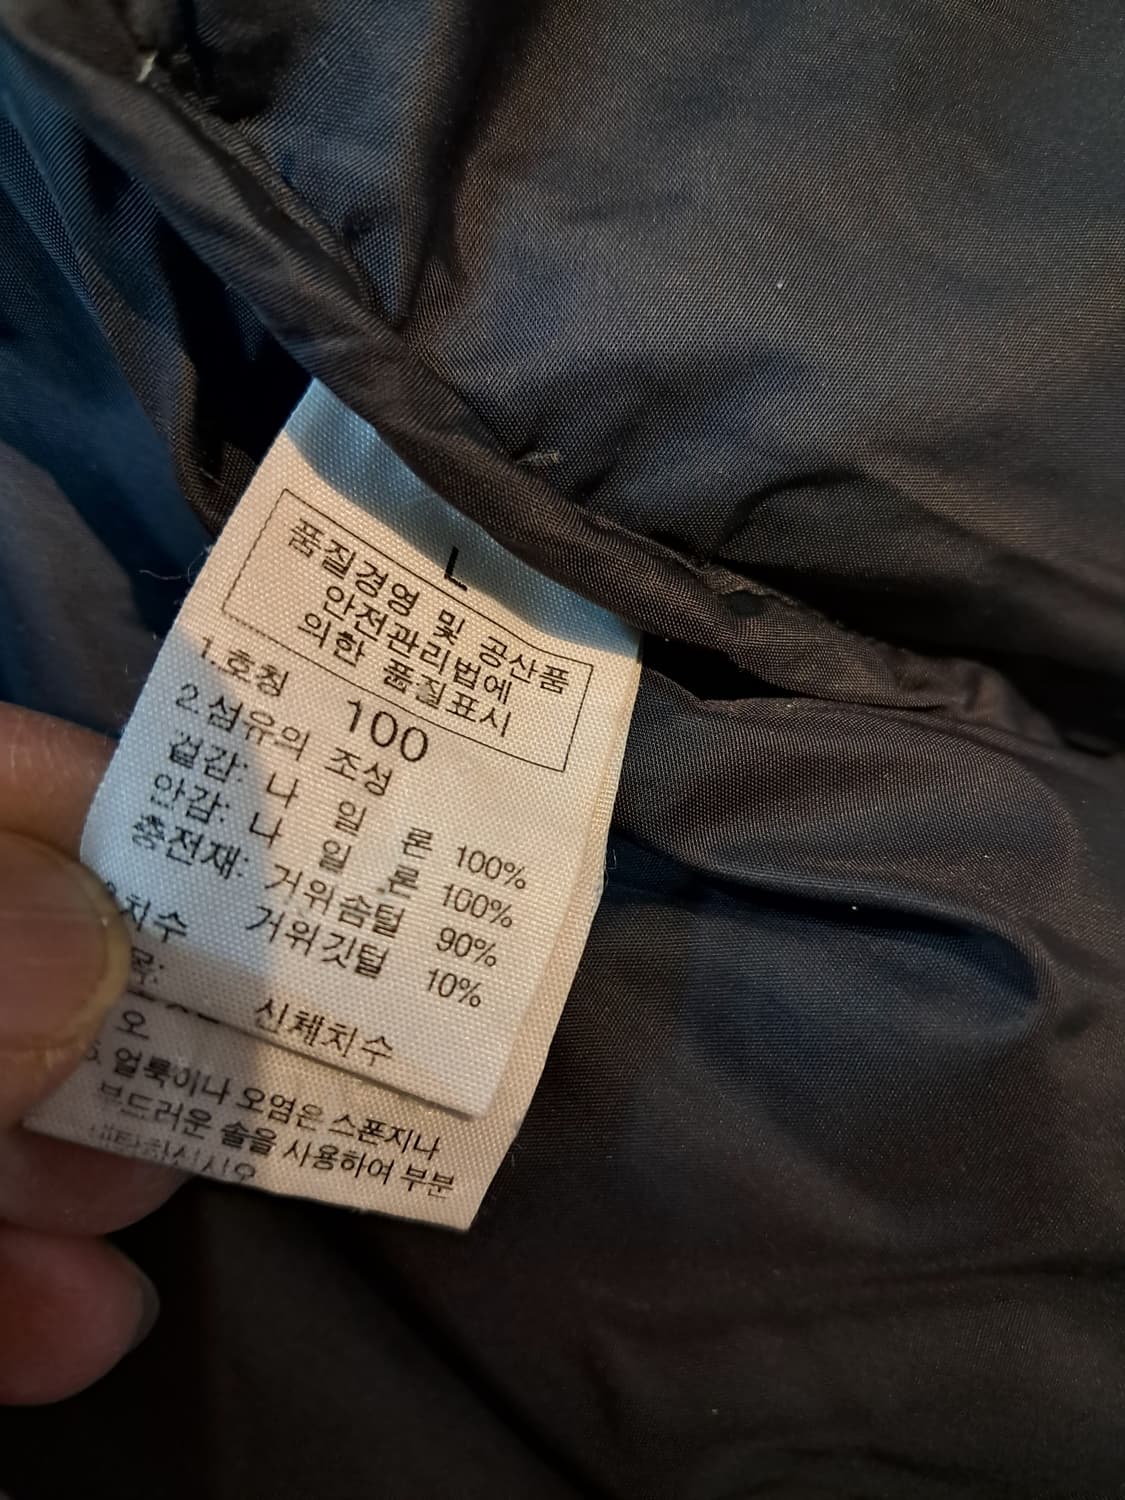 L
품질경영 및 공산품
안전관리법에
의한 품질표시
1.호칭 100
2.섬유의 조성
겉감: 나 일 론 100%
안감: 나 일 론 100%
충전재: 거위솜털 90%
거위깃털 10%
치수
신체치수
오
얼룩이나 오염은 스폰지나
부드러운 솔을 사용하여 부분